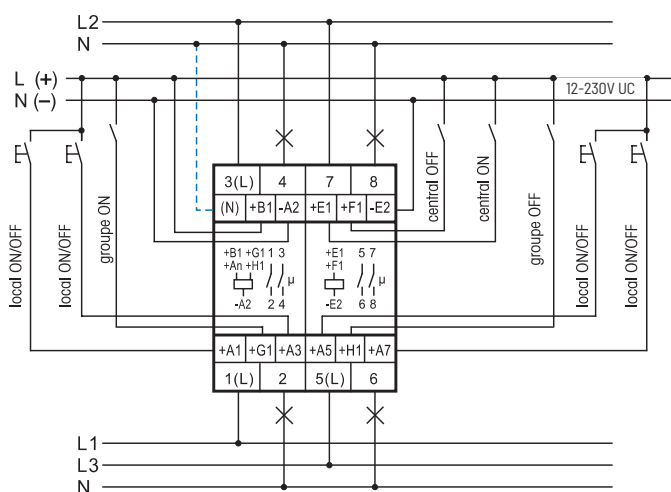 L2
N
L (+)
N (–)
12-230V UC
local ON/OFF
local ON/OFF
groupe ON
central OFF
central ON
groupe OFF
local ON/OFF
local ON/OFF
3(L) 4 7 8
(N) +B1 -A2 +E1 +F1 -E2
+B1 +G1 1 3 +E1 5 7
+An +H1 +F1
µ µ
-A2 2 4 -E2 6 8
+A1 +G1 +A3 +A5 +H1 +A7
1(L) 2 5(L) 6
L1
L3
N